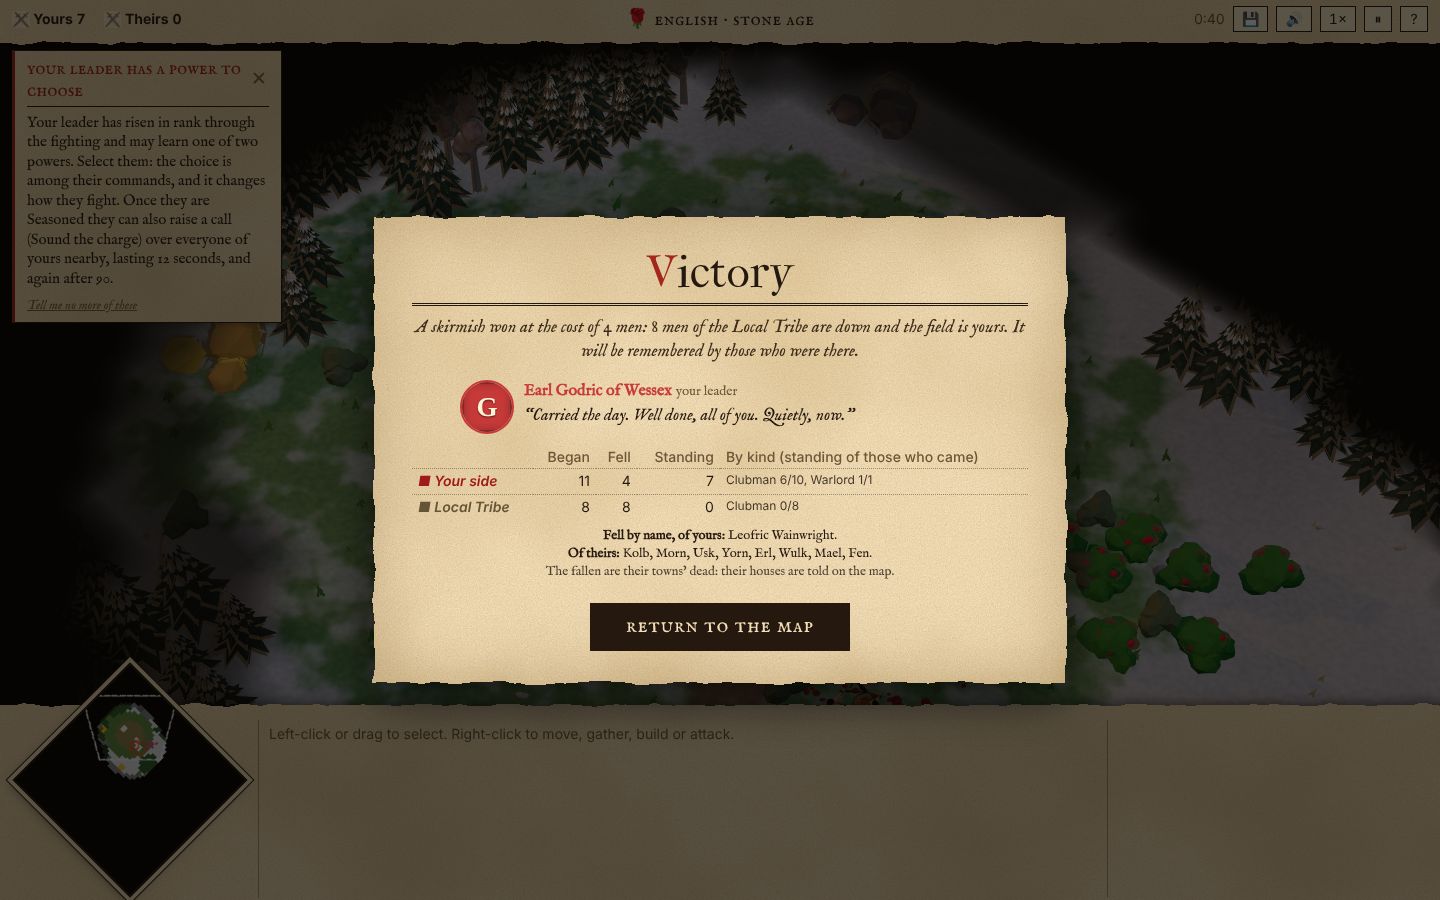 Yours 7 Theirs 0
ENGLISH · STONE AGE
0:40 1× ?
YOUR LEADER HAS A POWER TO
CHOOSE
Your leader has risen in rank through
the fighting and may learn one of two
powers. Select them: the choice is
among their commands, and it changes
how they fight. Once they are
Seasoned they can also raise a call
(Sound the charge) over everyone of
yours nearby, lasting 12 seconds, and
again after 90.
Tell me no more of these
Victory
A skirmish won at the cost of 4 men: 8 men of the Local Tribe are down and the field is yours. It
will be remembered by those who were there.
G
Earl Godric of Wessex your leader
“Carried the day. Well done, all of you. Quietly, now.”
Began Fell Standing By kind (standing of those who came)
Your side 11 4 7 Clubman 6/10, Warlord 1/1
Local Tribe 8 8 0 Clubman 0/8
Fell by name, of yours: Leofric Wainwright.
Of theirs: Kolb, Morn, Usk, Yorn, Erl, Wulk, Mael, Fen.
The fallen are their towns’ dead: their houses are told on the map.
RETURN TO THE MAP
Left-click or drag to select. Right-click to move, gather, build or attack.